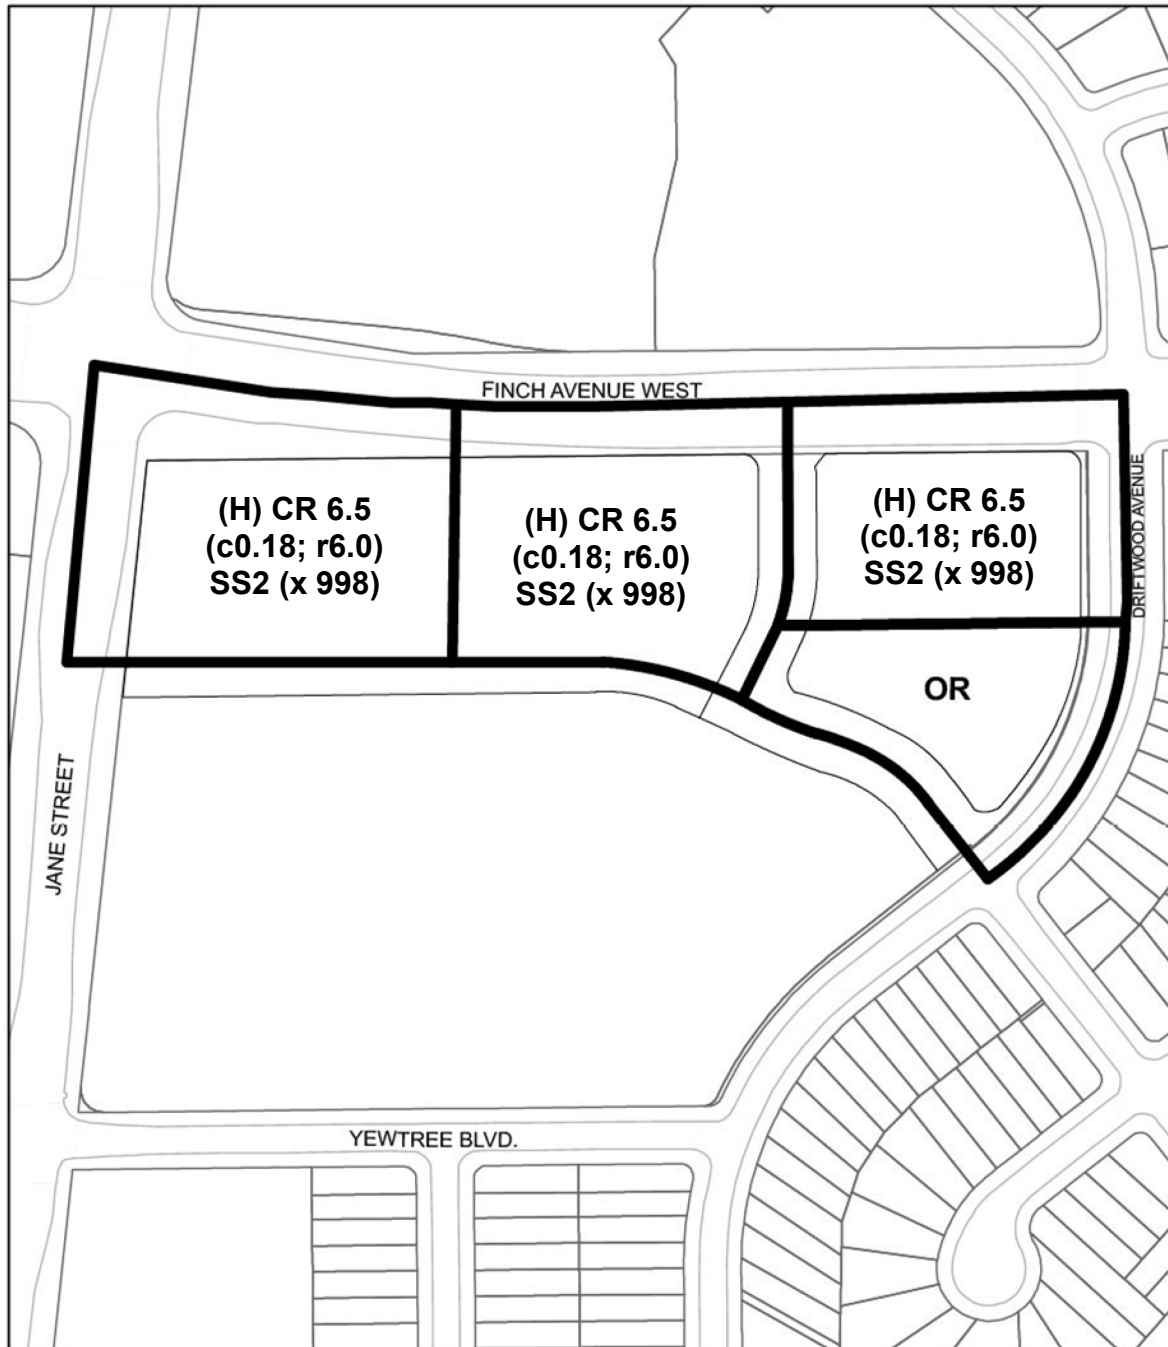 FINCH AVENUE WEST
(H) CR 6.5
(c0.18; r6.0)
SS2 (x 998)
(H) CR 6.5
(c0.18; r6.0)
SS2 (x 998)
(H) CR 6.5
(c0.18; r6.0)
SS2 (x 998)
DRIFTWOOD AVENUE
OR
JANE STREET
YEWTREE BLVD.